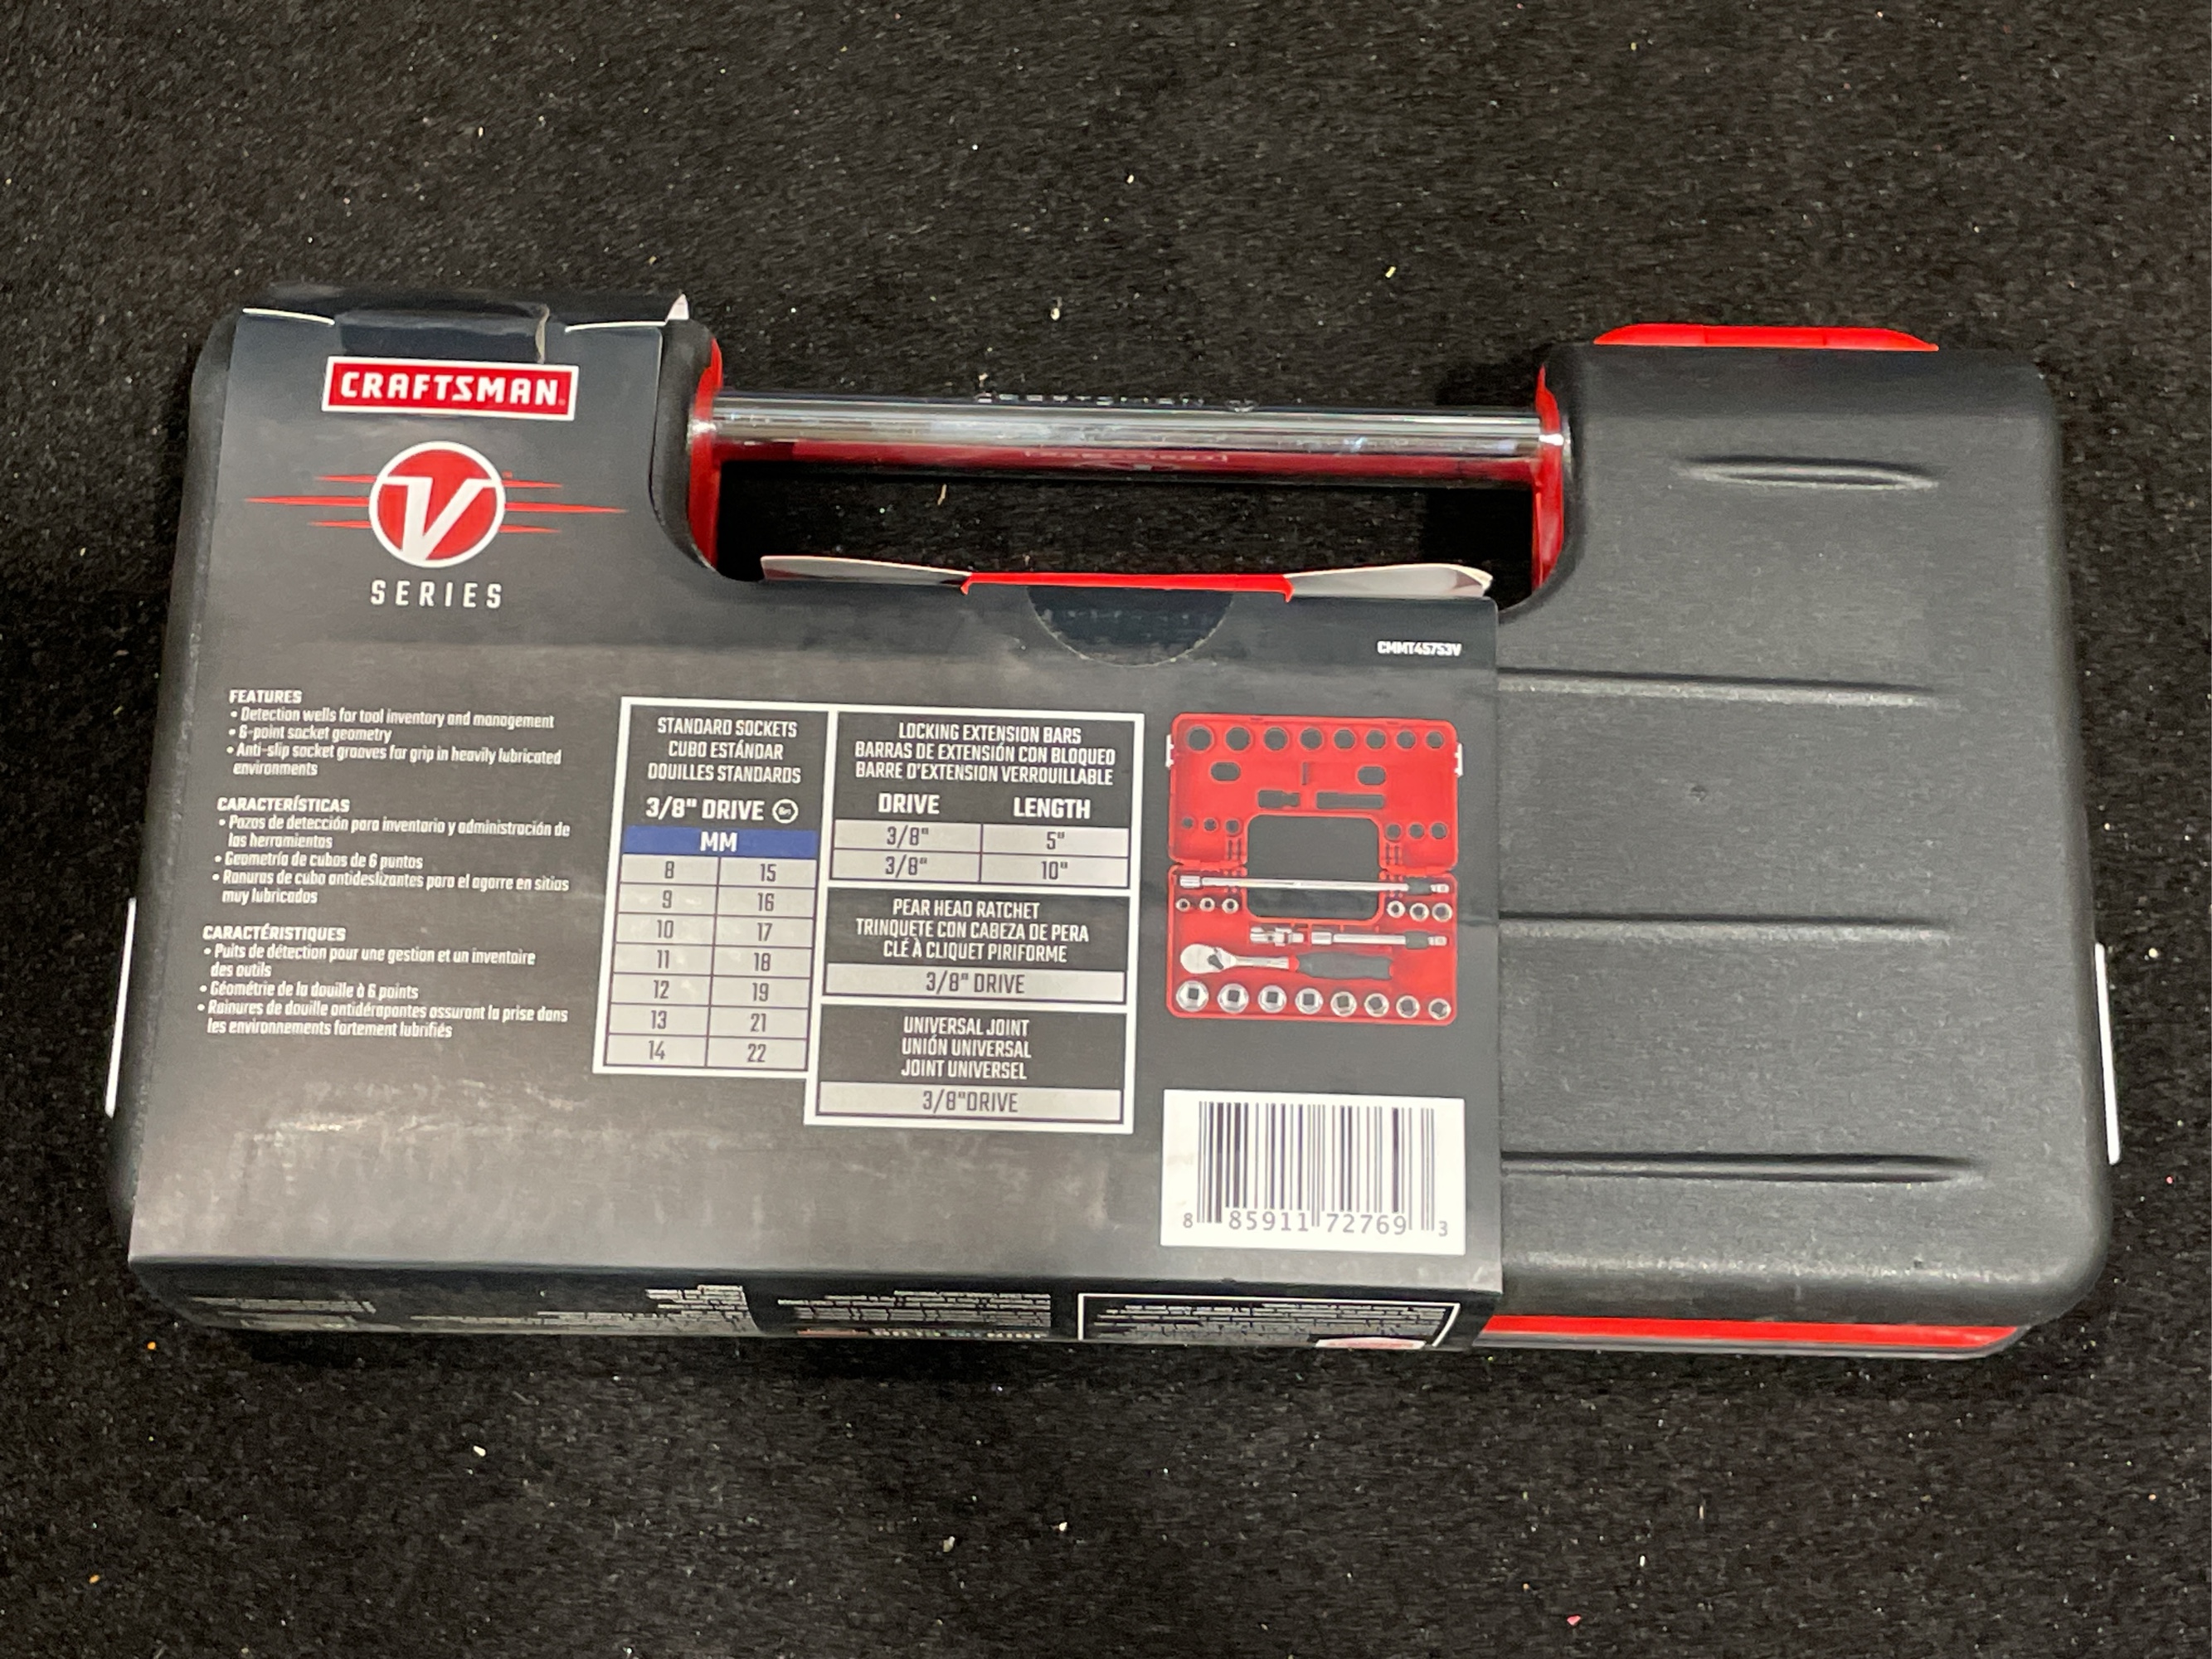 CRAFTSMAN
V
SERIES
CMMT45753V
FEATURES
• Detection wells for tool inventory and management
• 6-point socket geometry
• Anti-slip socket grooves for grip in heavily lubricated
environments
CARACTERÍSTICAS
• Pozos de detección para inventario y administración de
las herramientas
• Geometría de cubos de 6 puntos
• Ranuras de cubo antideslizantes para el agarre en sitios
muy lubricados
CARACTÉRISTIQUES
• Puits de détection pour une gestion et un inventaire
des outils
• Géométrie de la douille à 6 points
• Rainures de douille antidérapantes assurant la prise dans
les environnements fortement lubrifiés
STANDARD SOCKETS
CUBO ESTÁNDAR
DOUILLES STANDARDS
3/8" DRIVE
MM
8 15
9 16
10 17
11 18
12 19
13 21
14 22
LOCKING EXTENSION BARS
BARRAS DE EXTENSIÓN CON BLOQUEO
BARRE D'EXTENSION VERROUILLABLE
DRIVE LENGTH
3/8" 5"
3/8" 10"
PEAR HEAD RATCHET
TRINQUETE CON CABEZA DE PERA
CLÉ À CLIQUET PIRIFORME
3/8" DRIVE
UNIVERSAL JOINT
UNIÓN UNIVERSAL
JOINT UNIVERSEL
3/8"DRIVE
8 85911 72769 3